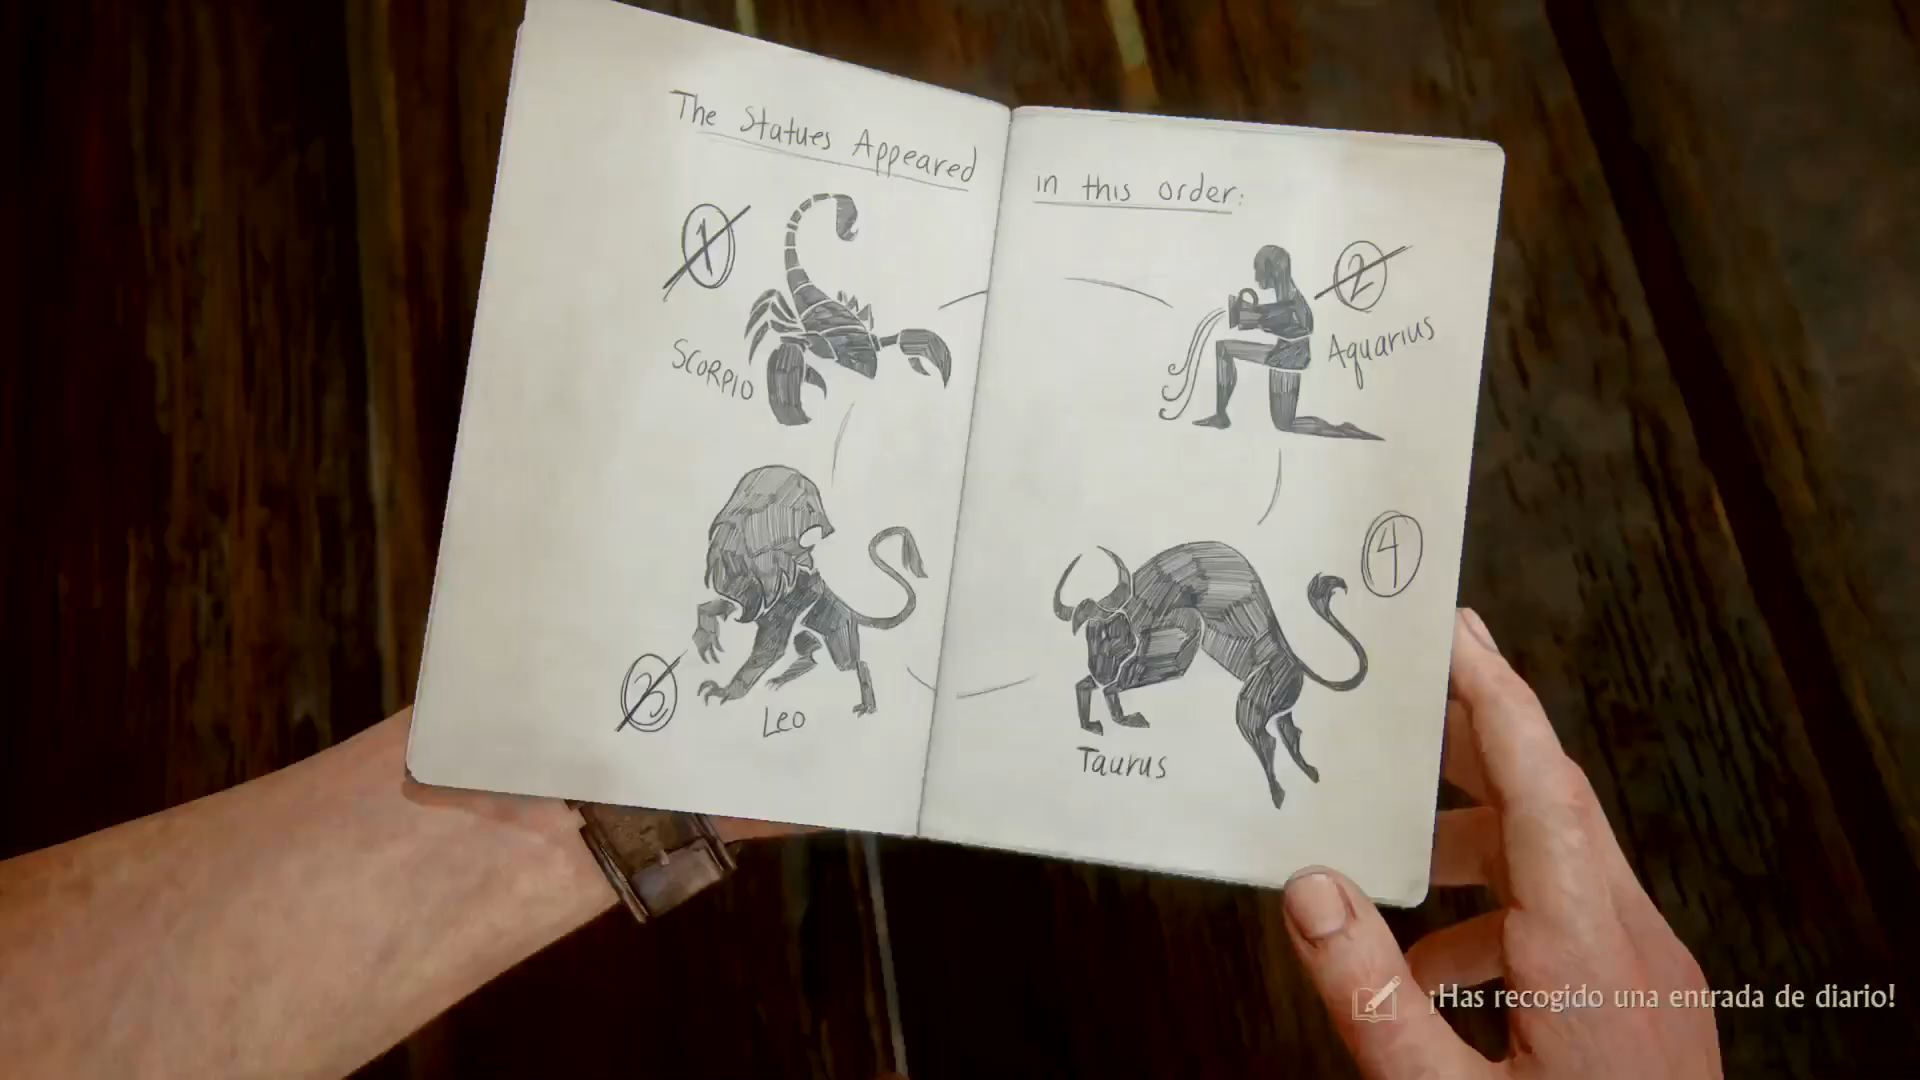 The Statues Appeared
in this order:
1
SCORPIO
2
Aquarius
3
Leo
4
Taurus
¡Has recogido una entrada de diario!